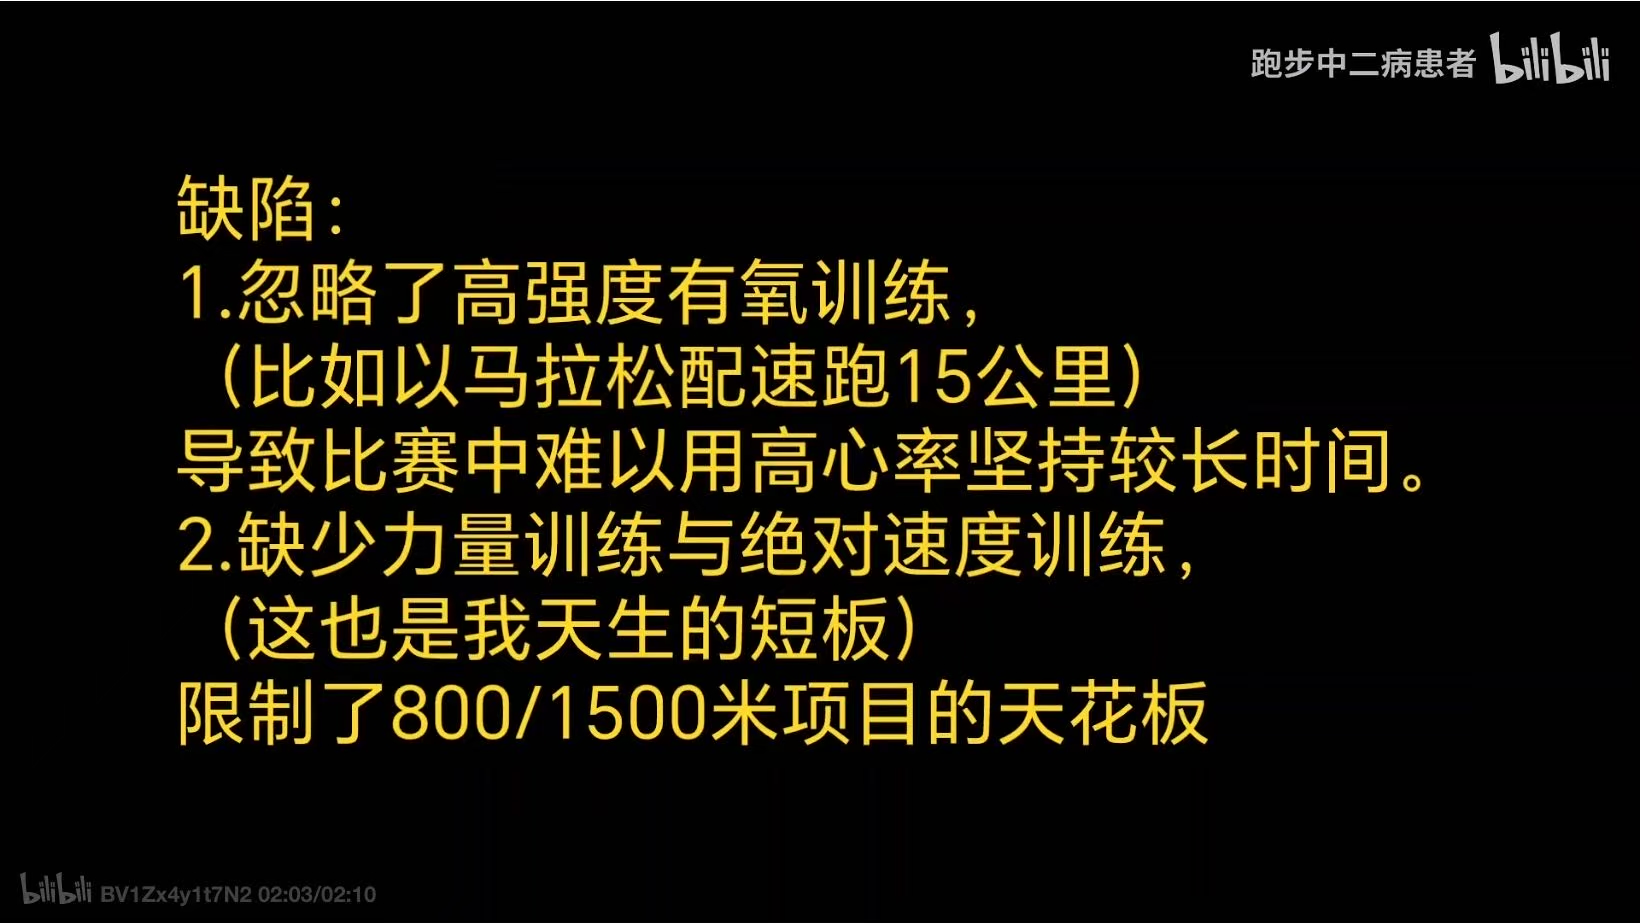 跑步中二病患者 bilibili
缺陷：
1.忽略了高强度有氧训练，
（比如以马拉松配速跑15公里）
导致比赛中难以用高心率坚持较长时间。
2.缺少力量训练与绝对速度训练，
（这也是我天生的短板）
限制了800/1500米项目的天花板
bilibili BV1Zx4y1t7N2 02:03/02:10